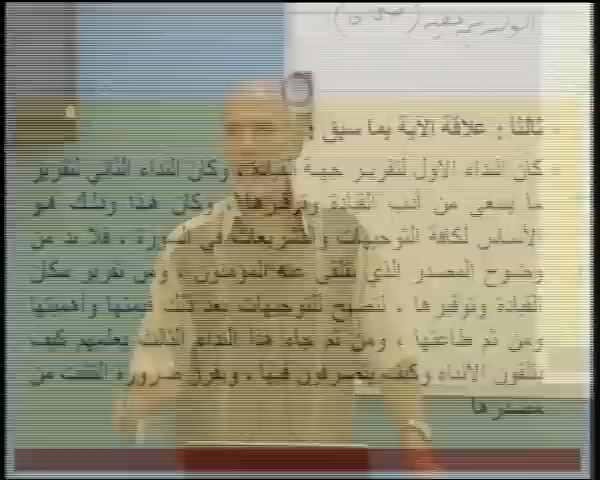 ثالثا : علاقة الآية بما سبق :
كان النداء الأول لتقرير جهة القيادة ، وكان النداء الثاني لتقرير
ما ينبغي من أدب القيادة وتوقيرها ، وكان هذا وذلك هو
الأساس لكافة التوجيهات والتشريعات في السورة . فلا بد من
وضوح المصدر الذي يتلقى عنه المؤمنون ، ومن تقرير مكان
القيادة وتوقيرها ، لتصبح للتوجيهات بعد ذلك قيمتها وأهميتها
ومن ثم طاعتها ، ومن ثم جاء هذا النداء الثالث يعلمهم كيف
يتلقون الأنباء وكيف يتصرفون فيها ، ويقرر ضرورة التثبت من
مصدرها